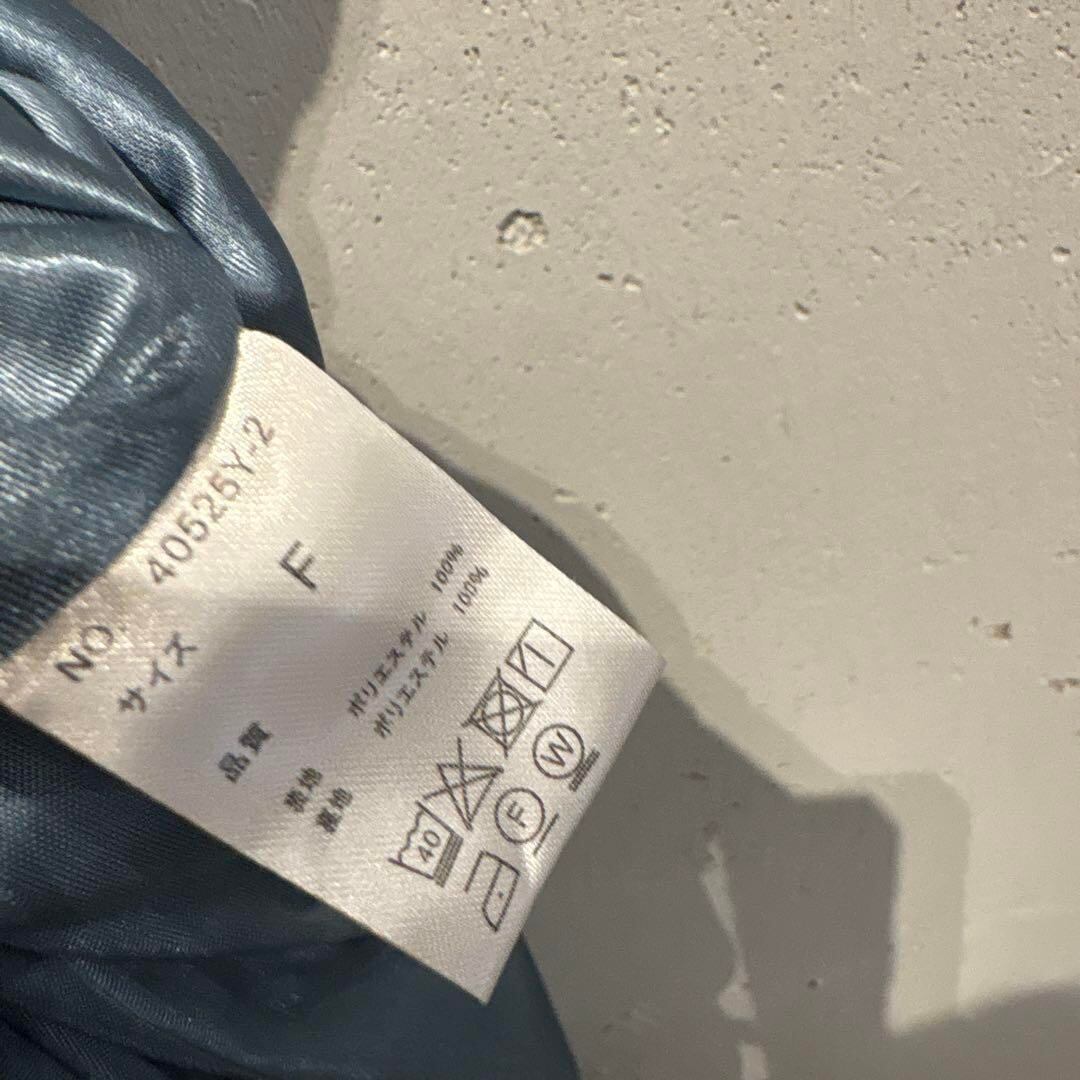 NO. 40525Y-2
サイズ F
品質
表地 ポリエステル 100%
裏地 ポリエステル 100%
40
F W